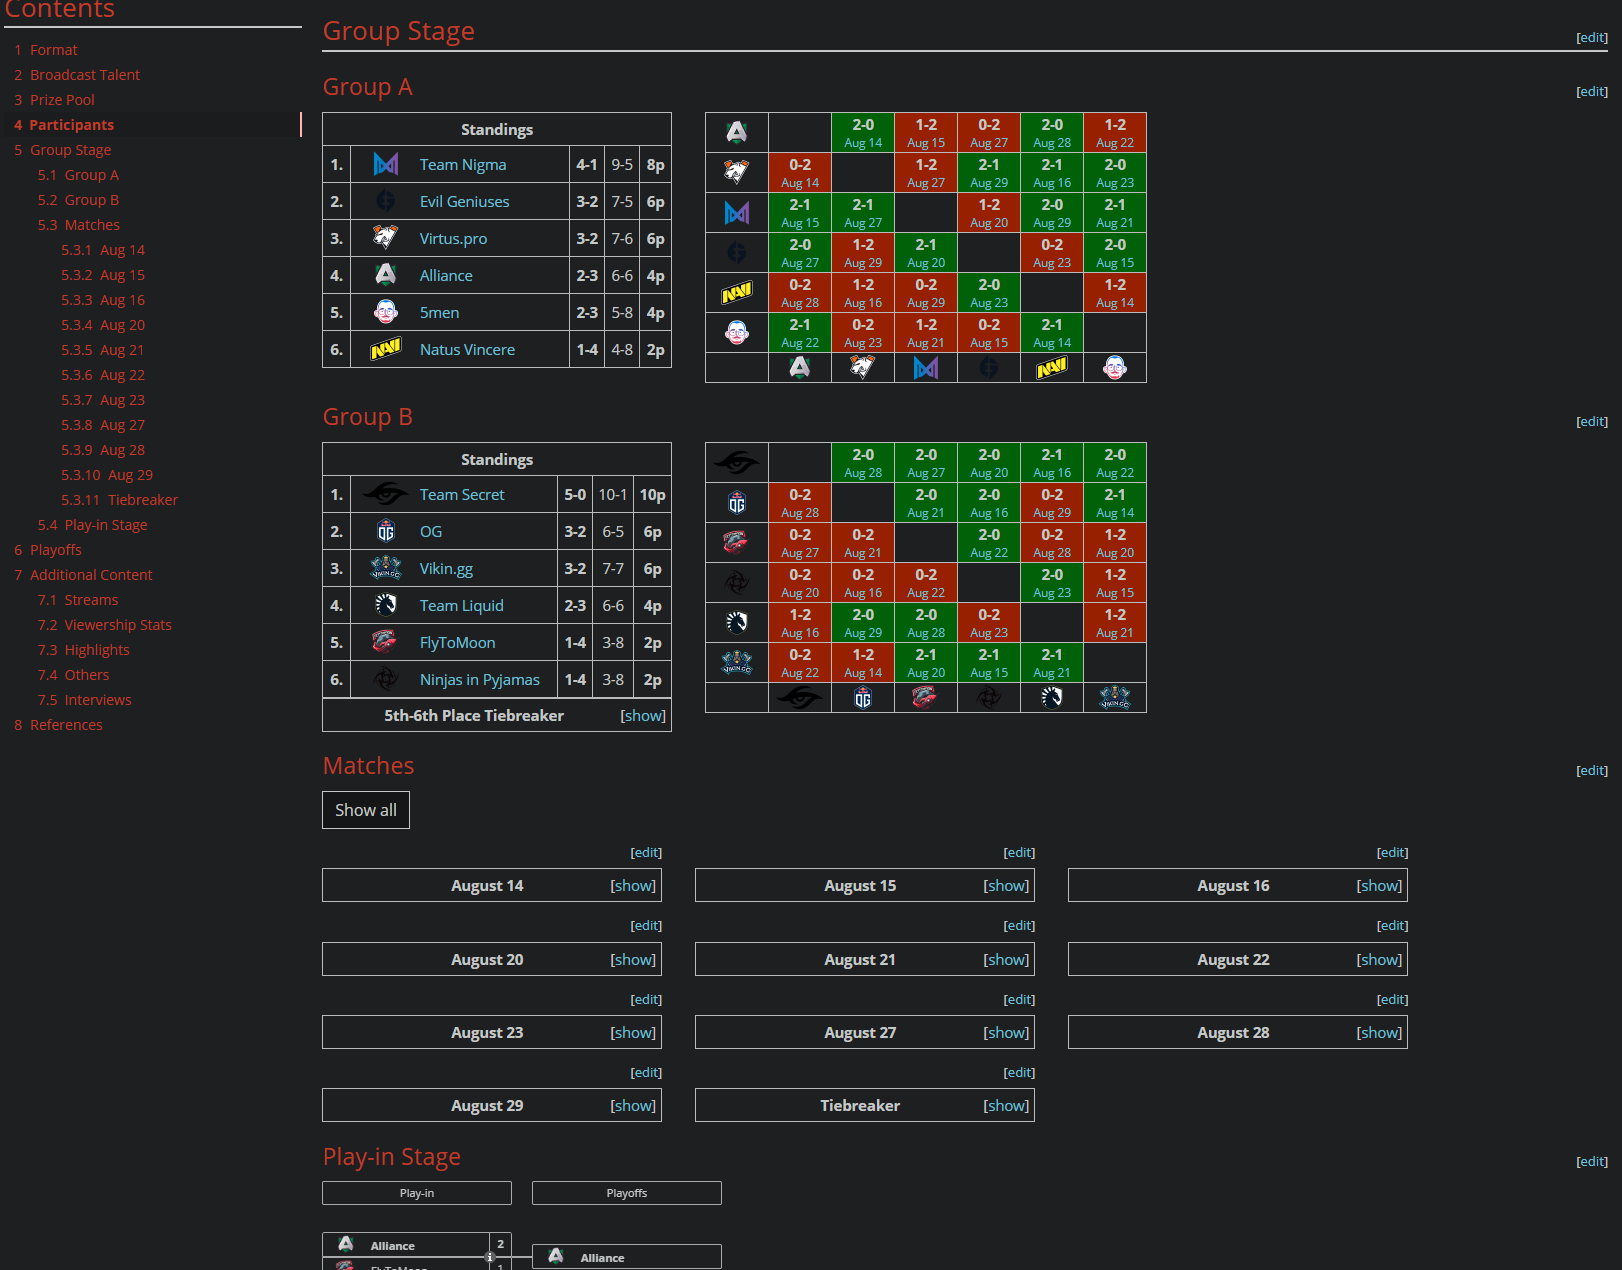 Contents
1 Format
2 Broadcast Talent
3 Prize Pool
4 Participants
5 Group Stage
5.1 Group A
5.2 Group B
5.3 Matches
5.3.1 Aug 14
5.3.2 Aug 15
5.3.3 Aug 16
5.3.4 Aug 20
5.3.5 Aug 21
5.3.6 Aug 22
5.3.7 Aug 23
5.3.8 Aug 27
5.3.9 Aug 28
5.3.10 Aug 29
5.3.11 Tiebreaker
5.4 Play-in Stage
6 Playoffs
7 Additional Content
7.1 Streams
7.2 Viewership Stats
7.3 Highlights
7.4 Others
7.5 Interviews
8 References
Group Stage [edit]
Group A [edit]
Standings
1. Team Nigma 4-1 9-5 8p
2. Evil Geniuses 3-2 7-5 6p
3. Virtus.pro 3-2 7-6 6p
4. Alliance 2-3 6-6 4p
5. 5men 2-3 5-8 4p
6. Natus Vincere 1-4 4-8 2p
2-0 1-2 0-2 2-0 1-2
Aug 14 Aug 15 Aug 27 Aug 28 Aug 22
0-2 1-2 2-1 2-1 2-0
Aug 14 Aug 27 Aug 29 Aug 16 Aug 23
2-1 2-1 1-2 2-0 2-1
Aug 15 Aug 27 Aug 20 Aug 29 Aug 21
2-0 1-2 2-1 0-2 2-0
Aug 27 Aug 29 Aug 20 Aug 23 Aug 15
0-2 1-2 0-2 2-0 1-2
Aug 28 Aug 16 Aug 29 Aug 23 Aug 14
2-1 0-2 1-2 0-2 2-1
Aug 22 Aug 23 Aug 21 Aug 15 Aug 14
Group B [edit]
Standings
1. Team Secret 5-0 10-1 10p
2. OG 3-2 6-5 6p
3. Vikin.gg 3-2 7-7 6p
4. Team Liquid 2-3 6-6 4p
5. FlyToMoon 1-4 3-8 2p
6. Ninjas in Pyjamas 1-4 3-8 2p
5th-6th Place Tiebreaker [show]
2-0 2-0 2-0 2-1 2-0
Aug 28 Aug 27 Aug 20 Aug 16 Aug 22
0-2 2-0 2-0 0-2 2-1
Aug 28 Aug 21 Aug 16 Aug 29 Aug 14
0-2 0-2 2-0 0-2 1-2
Aug 27 Aug 21 Aug 22 Aug 28 Aug 20
0-2 0-2 0-2 2-0 1-2
Aug 20 Aug 16 Aug 22 Aug 23 Aug 15
1-2 2-0 2-0 0-2 1-2
Aug 16 Aug 29 Aug 28 Aug 23 Aug 21
0-2 1-2 2-1 2-1 2-1
Aug 22 Aug 14 Aug 20 Aug 15 Aug 21
Matches [edit]
Show all
[edit] [edit] [edit]
August 14 [show] August 15 [show] August 16 [show]
[edit] [edit] [edit]
August 20 [show] August 21 [show] August 22 [show]
[edit] [edit] [edit]
August 23 [show] August 27 [show] August 28 [show]
[edit] [edit]
August 29 [show] Tiebreaker [show]
Play-in Stage [edit]
Play-in Playoffs
Alliance 2
Alliance
FlyToMoon 1